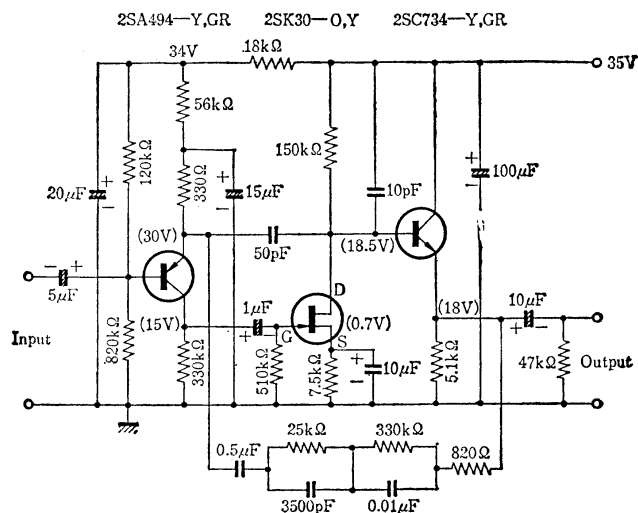 2SA494—Y,GR 2SK30—O,Y 2SC734—Y,GR
34V
.18kΩ
35V
56kΩ
120kΩ
150kΩ
20μF
+
-
330Ω
+
-
15μF
10pF
+
-
100μF
(30V)
50pF
(18.5V)
- +
5μF
D
(15V)
1μF
+
G
(0.7V)
S
(18V)
10μF
+ -
Input
820kΩ
330kΩ
510kΩ
7.5kΩ
+
-
10μF
5.1kΩ
47kΩ
Output
25kΩ
330kΩ
0.5μF
820Ω
3500pF
0.01μF